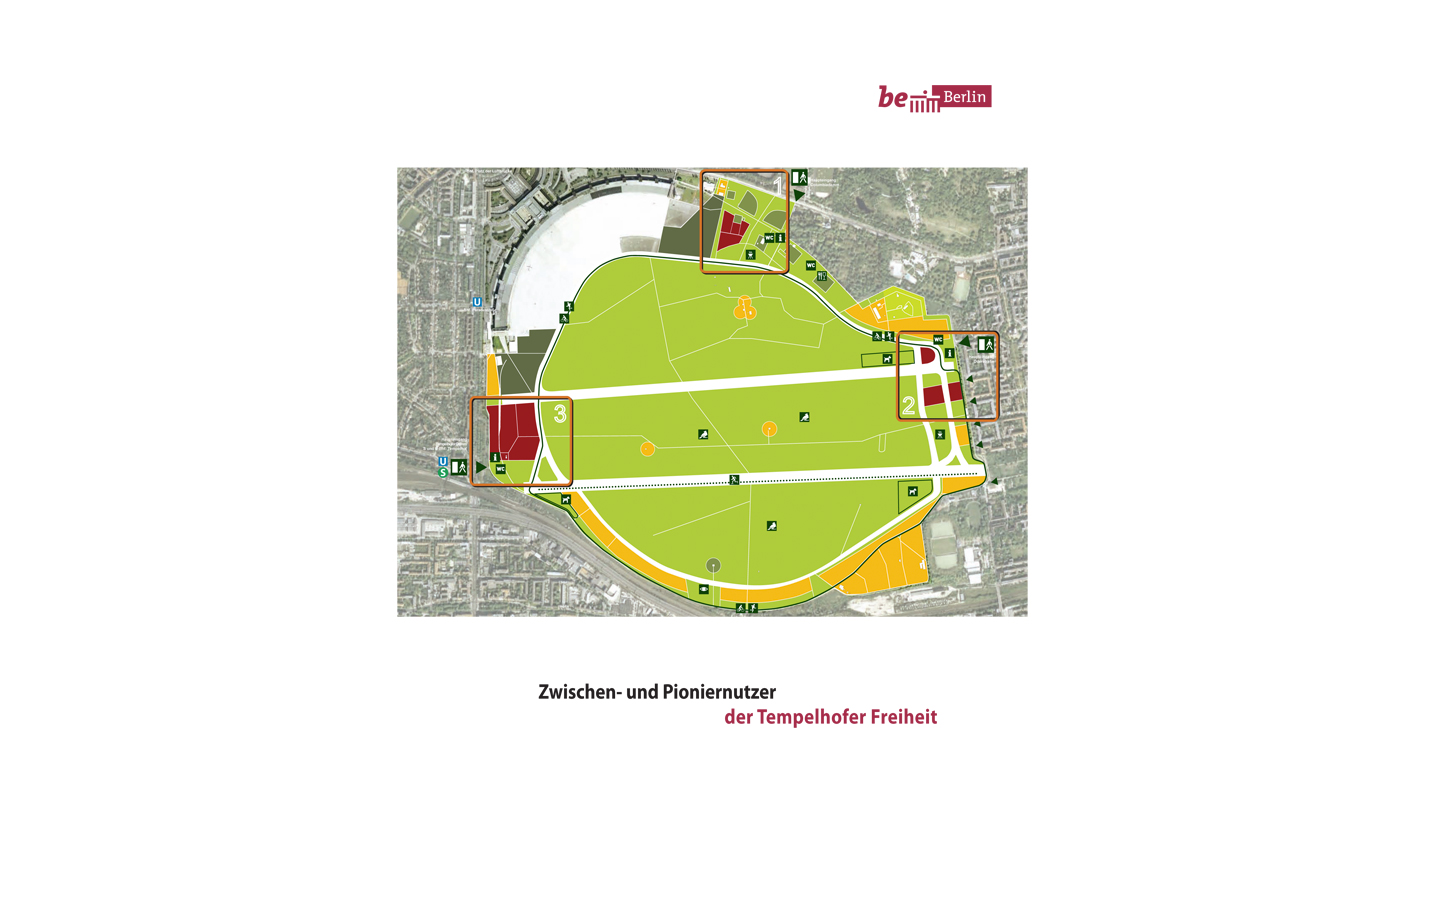 be Berlin
1
WC
i
WC
U
WC
i
2
3
i
WC
U
S
Zwischen- und Pioniernutzer
der Tempelhofer Freiheit